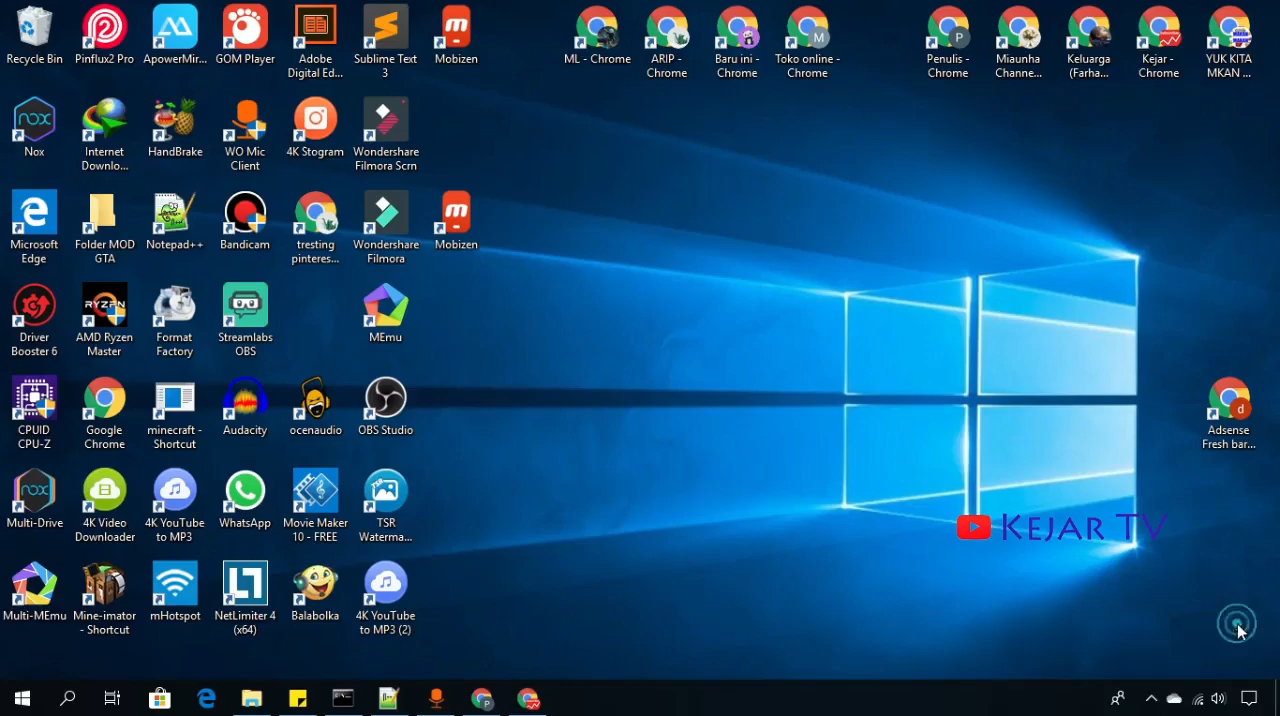 Recycle Bin
Pinflux2 Pro
ApowerMir...
GOM Player
Adobe
Digital Ed...
Sublime Text
3
Mobizen
ML - Chrome
ARIP -
Chrome
Baru ini -
Chrome
Toko online -
Chrome
Penulis -
Chrome
Miaunha
Channe...
Keluarga
(Farha...
Kejar -
Chrome
YUK KITA
MKAN ...
Nox
Internet
Downlo...
HandBrake
WO Mic
Client
4K Stogram
Wondershare
Filmora Scrn
Microsoft
Edge
Folder MOD
GTA
Notepad++
Bandicam
tresting
pinteres...
Wondershare
Filmora
Mobizen
Driver
Booster 6
RYZEN
AMD Ryzen
Master
Format
Factory
Streamlabs
OBS
MEmu
CPUID
CPU-Z
Google
Chrome
minecraft -
Shortcut
Audacity
ocenaudio
OBS Studio
Adsense
Fresh bar...
Multi-Drive
4K Video
Downloader
4K YouTube
to MP3
WhatsApp
Movie Maker
10 - FREE
TSR
Waterma...
KEJAR TV
Multi-MEmu
Mine-imator
- Shortcut
mHotspot
NetLimiter 4
(x64)
Balabolka
4K YouTube
to MP3 (2)